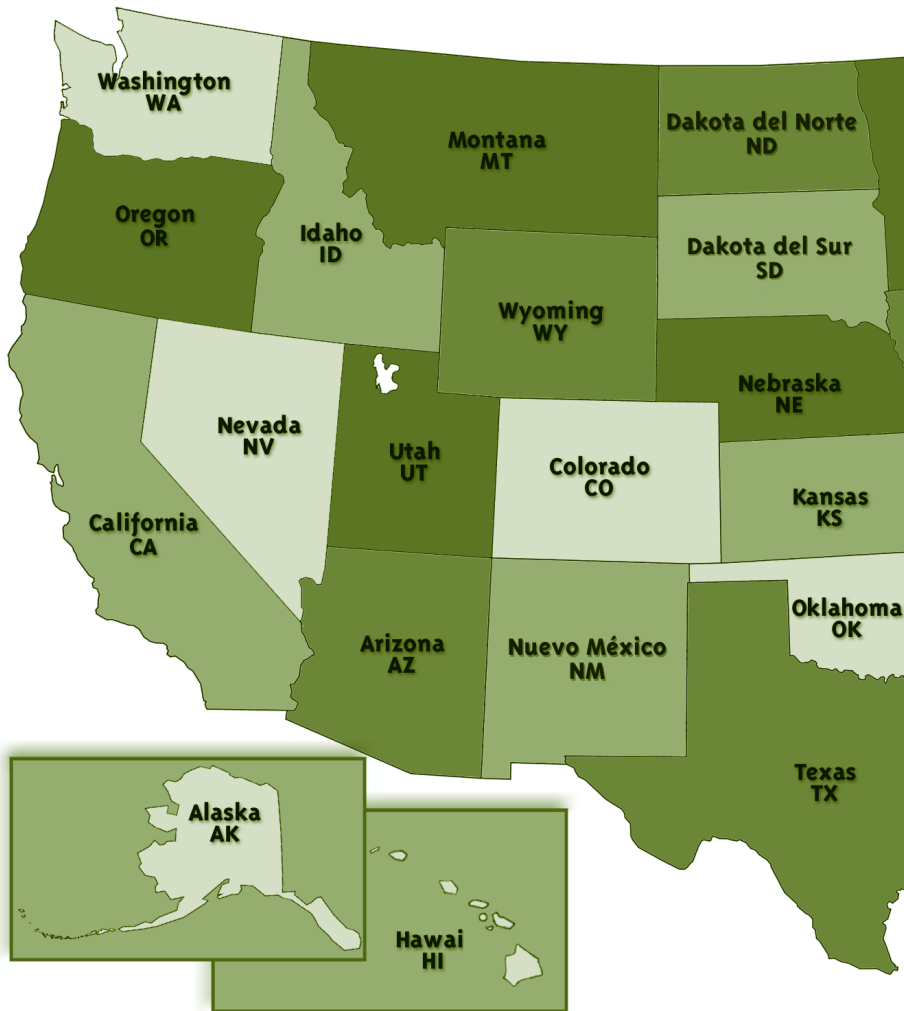 Washington
WA
Montana
MT
Dakota del Norte
ND
Oregon
OR
Idaho
ID
Dakota del Sur
SD
Wyoming
WY
Nebraska
NE
Nevada
NV
Utah
UT
Colorado
CO
Kansas
KS
California
CA
Arizona
AZ
Nuevo México
NM
Oklahoma
OK
Texas
TX
Alaska
AK
Hawai
HI